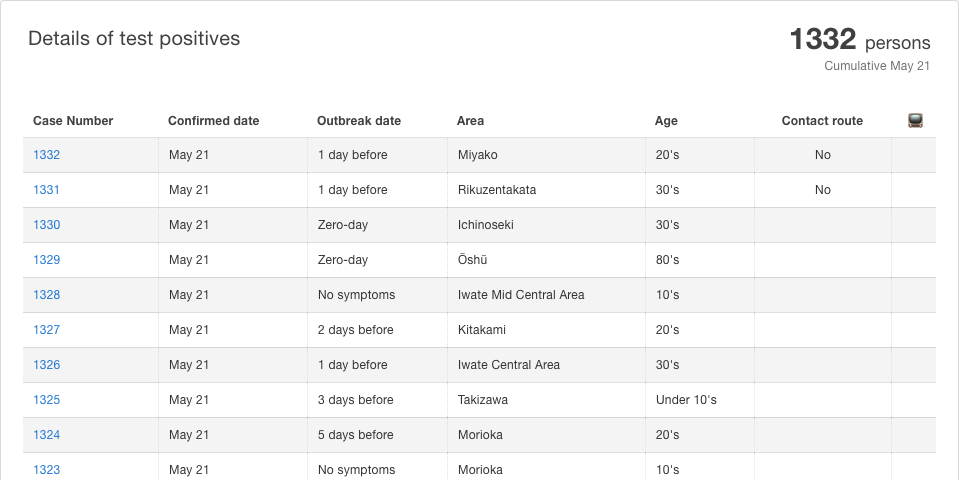 Details of test positives
1332 persons
Cumulative May 21
Case Number Confirmed date Outbreak date Area Age Contact route
1332 May 21 1 day before Miyako 20's No
1331 May 21 1 day before Rikuzentakata 30's No
1330 May 21 Zero-day Ichinoseki 30's
1329 May 21 Zero-day Ōshū 80's
1328 May 21 No symptoms Iwate Mid Central Area 10's
1327 May 21 2 days before Kitakami 20's
1326 May 21 1 day before Iwate Central Area 30's
1325 May 21 3 days before Takizawa Under 10's
1324 May 21 5 days before Morioka 20's
1323 May 21 No symptoms Morioka 10's